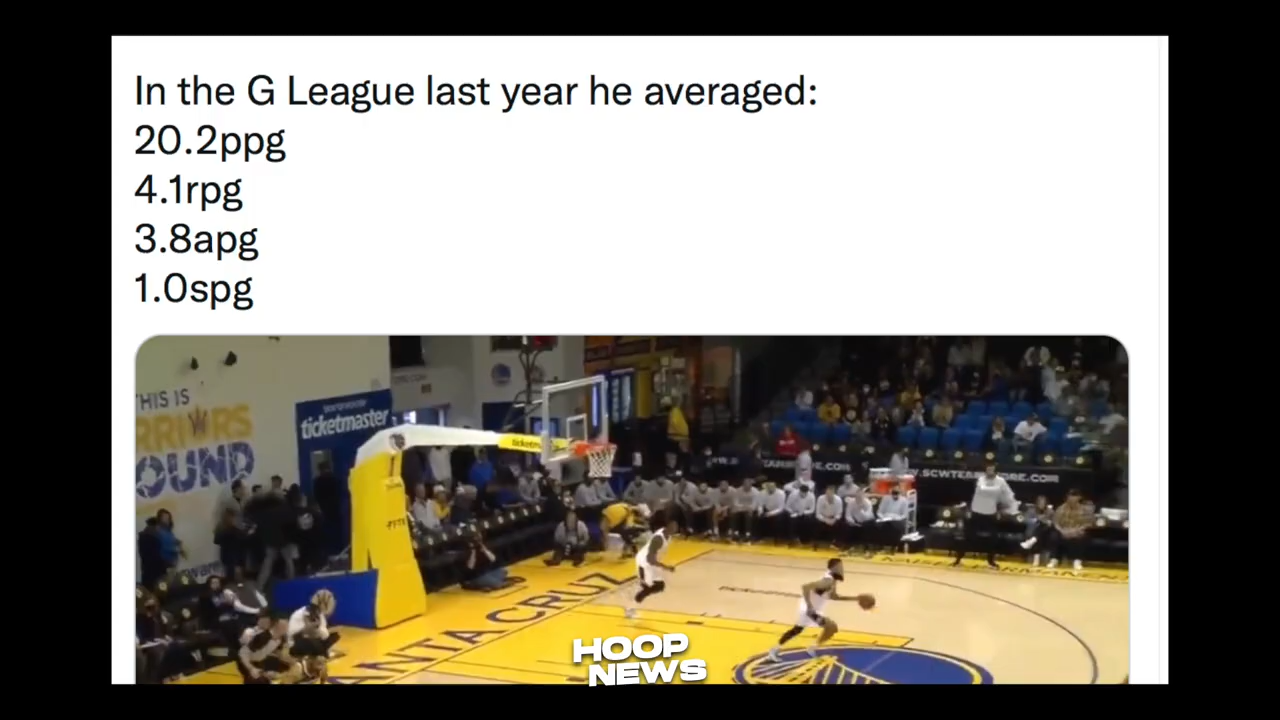 In the G League last year he averaged:
20.2ppg
4.1rpg
3.8apg
1.0spg
THIS IS
ticketmaster
OUND
SANTA CRUZ
HOOP
NEWS